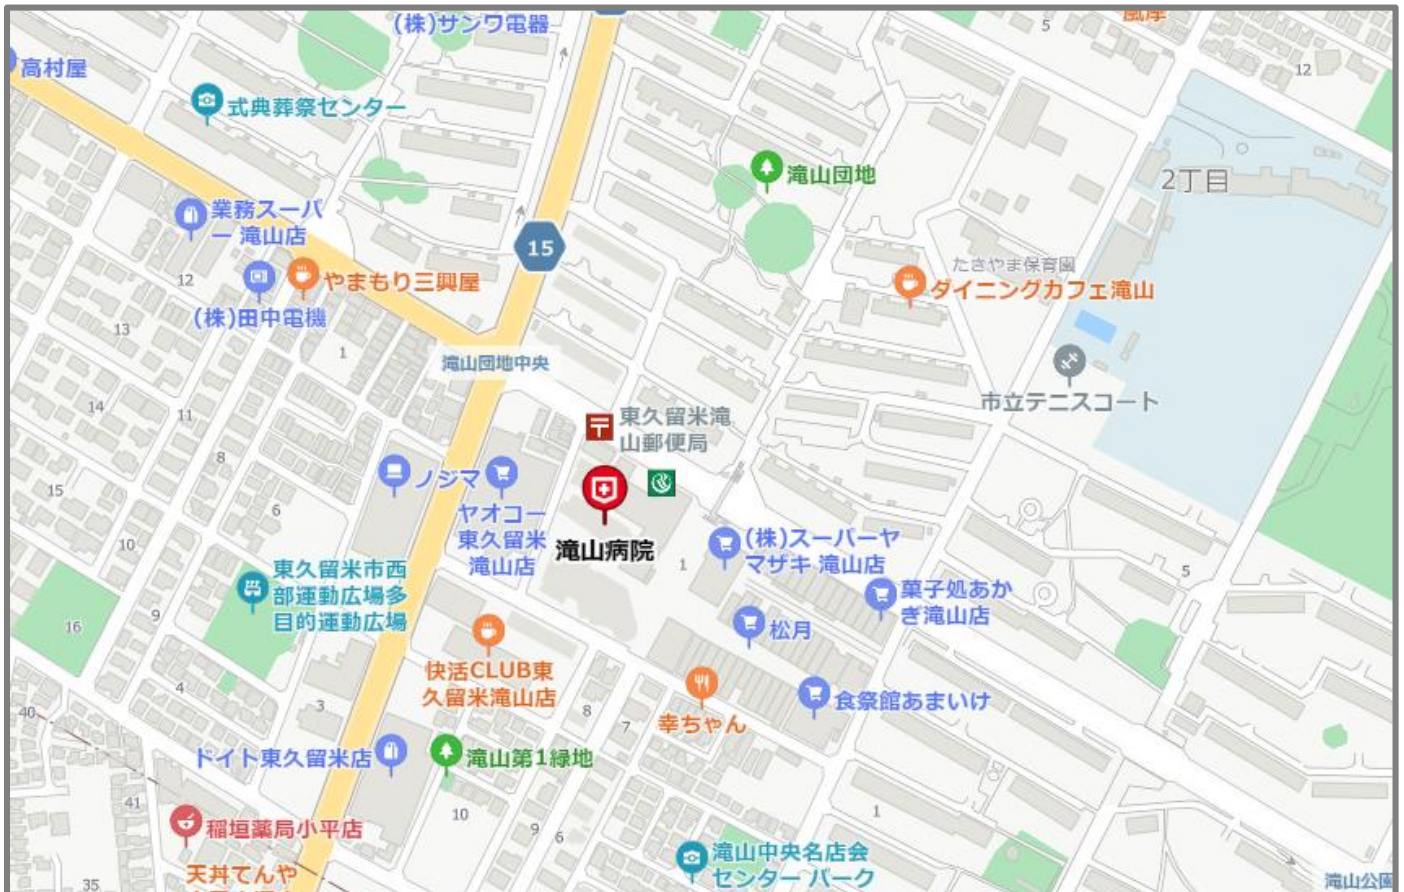 (株)サンワ電器
5
高村屋
12
式典葬祭センター
滝山団地
2丁目
業務スーパ
ー 滝山店
15
12
やまもり三興屋
たきやま保育園
ダイニングカフェ滝山
(株)田中電機
13
1
滝山団地中央
市立テニスコート
14
11
東久留米滝
山郵便局
8
ノジマ
15
6
ヤオコー
東久留米
滝山店
滝山病院
(株)スーパーヤ
マザキ 滝山店
10
1
5
東久留米市西
部運動広場多
目的運動広場
菓子処あか
ぎ滝山店
9
16
松月
快活CLUB東
久留米滝山店
4
食祭館あまいけ
40
3
8
7
幸ちゃん
ドイト東久留米店
滝山第1緑地
41
10
1
稲垣薬局小平店
9
6
滝山中央名店会
センター パーク
天丼てんや
35
滝山公園